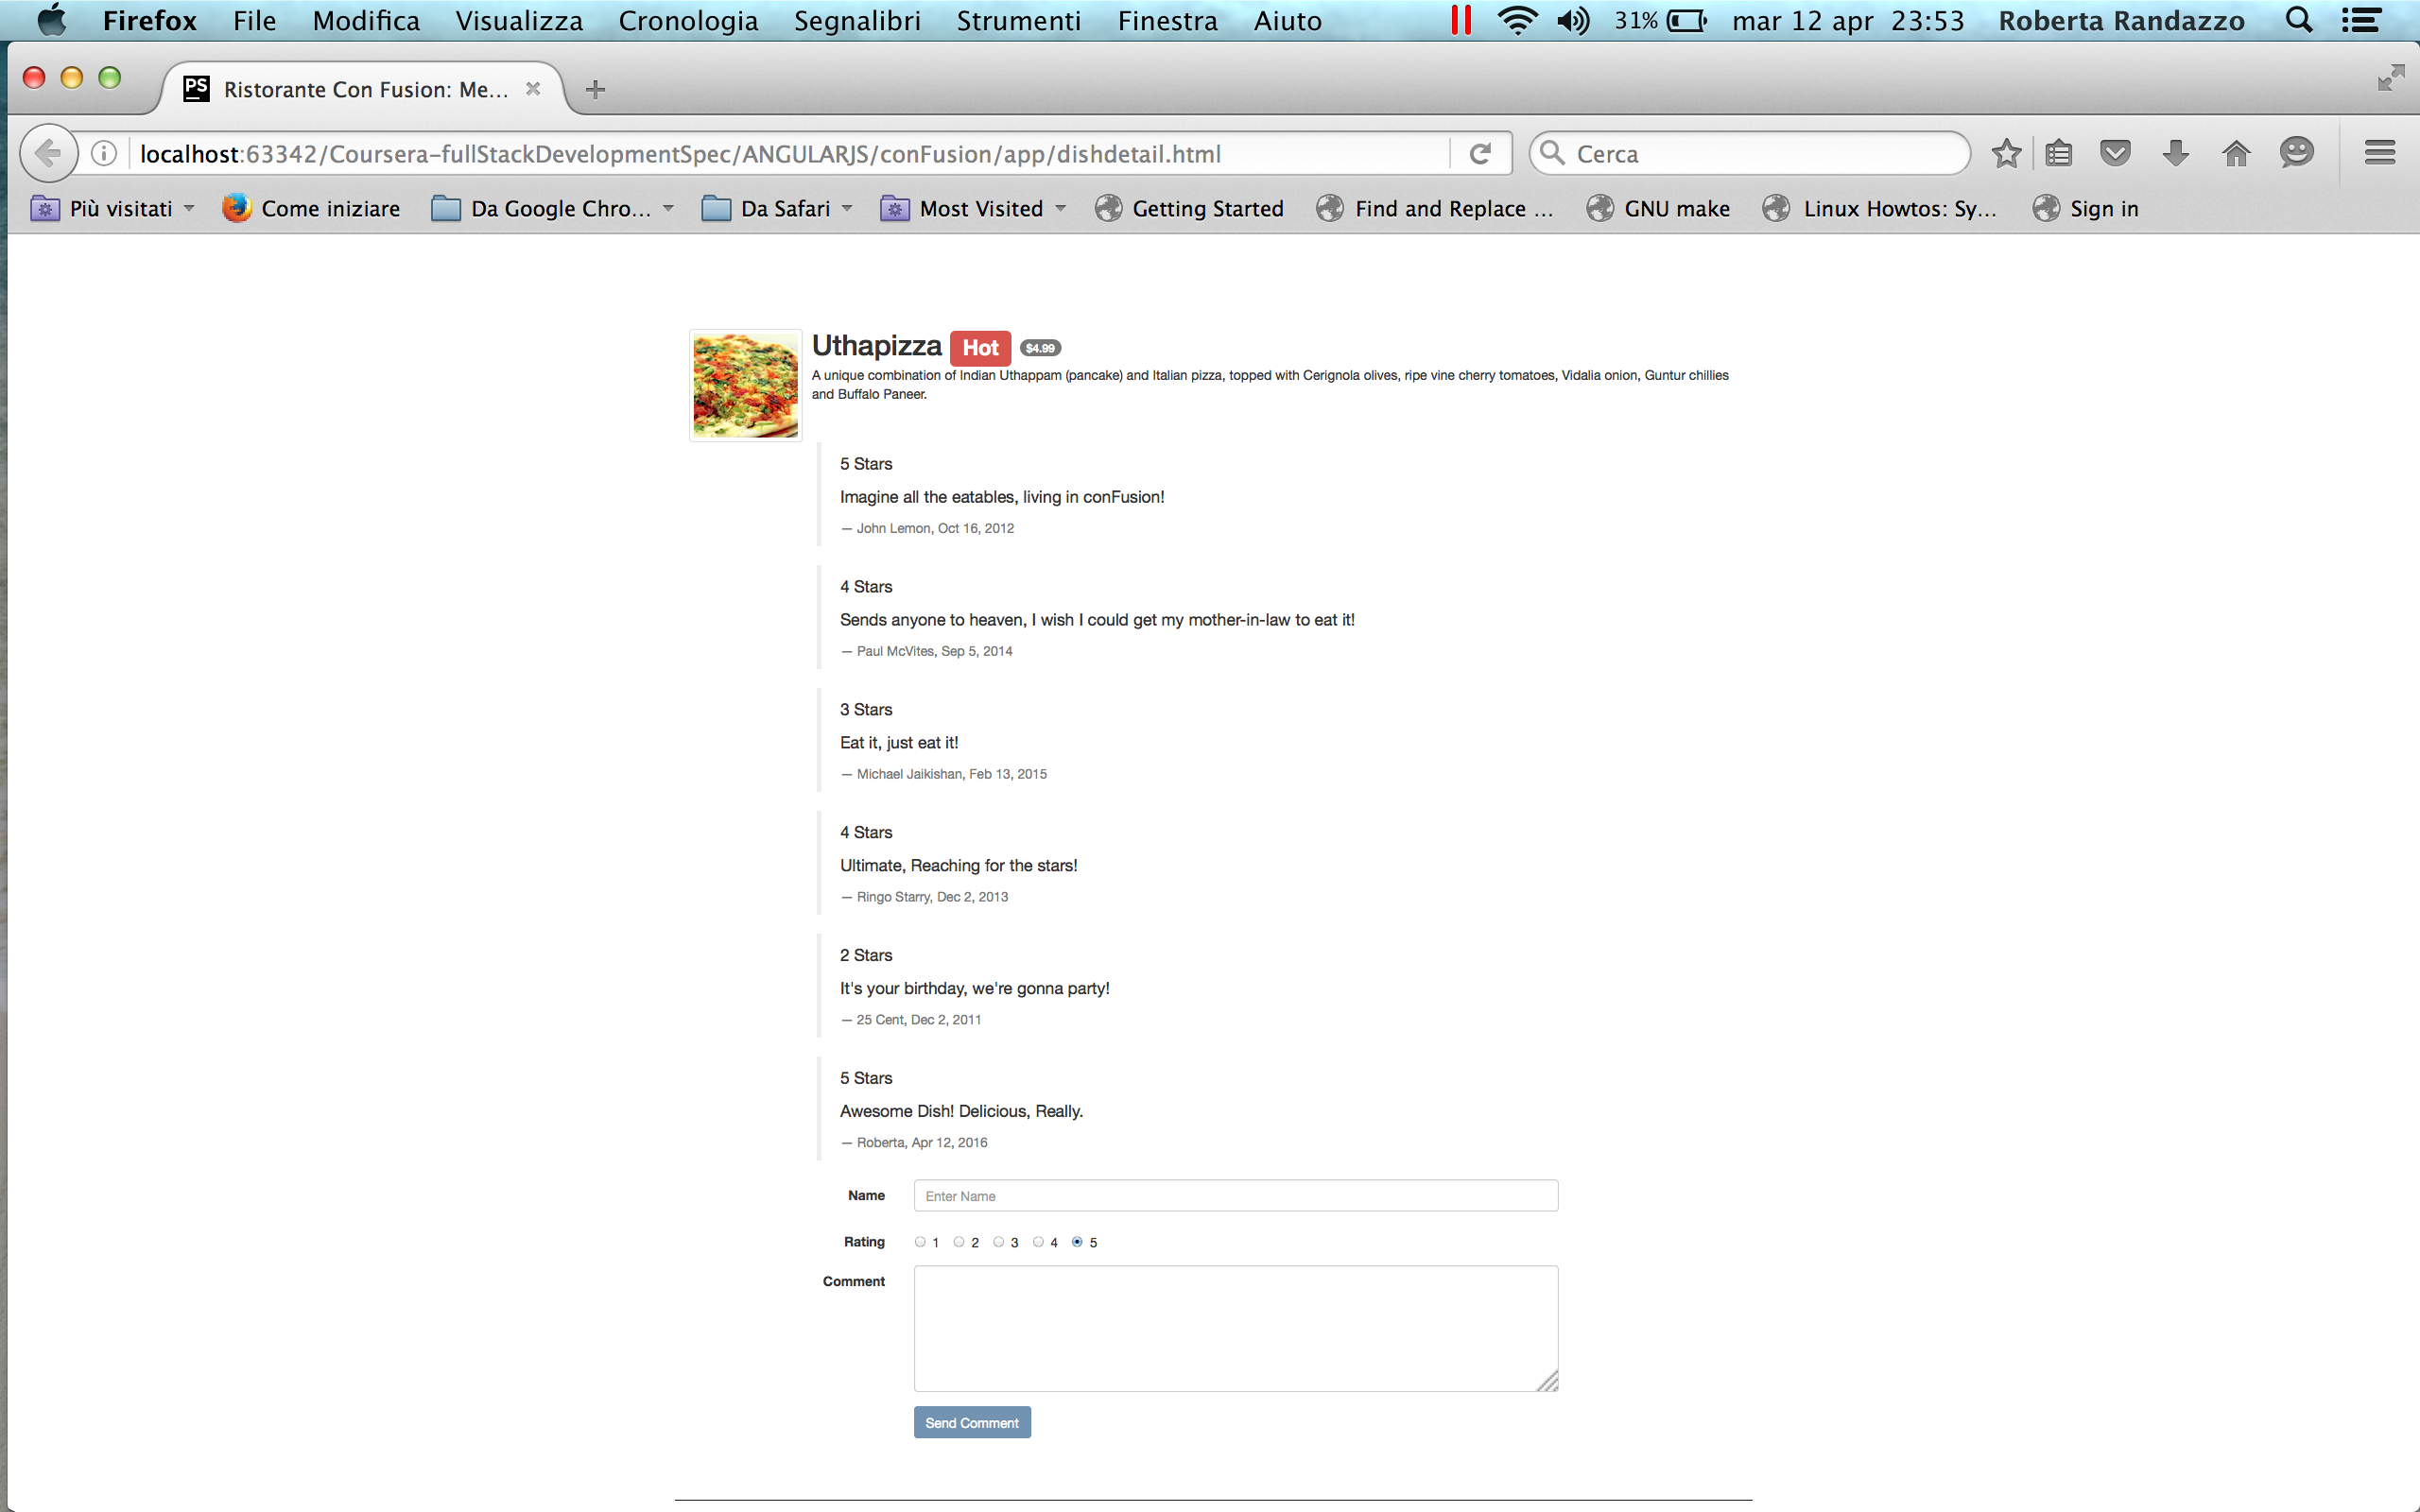 Firefox File Modifica Visualizza Cronologia Segnalibri Strumenti Finestra Aiuto 31% mar 12 apr 23:53 Roberta Randazzo
PS Ristorante Con Fusion: Me...
localhost:63342/Coursera-fullStackDevelopmentSpec/ANGULARJS/conFusion/app/dishdetail.html Cerca
Più visitati Come iniziare Da Google Chro... Da Safari Most Visited Getting Started Find and Replace ... GNU make Linux Howtos: Sy... Sign in
Uthapizza Hot $4.99
A unique combination of Indian Uthappam (pancake) and Italian pizza, topped with Cerignola olives, ripe vine cherry tomatoes, Vidalia onion, Guntur chillies
and Buffalo Paneer.
5 Stars
Imagine all the eatables, living in conFusion!
— John Lemon, Oct 16, 2012
4 Stars
Sends anyone to heaven, I wish I could get my mother-in-law to eat it!
— Paul McVites, Sep 5, 2014
3 Stars
Eat it, just eat it!
— Michael Jaikishan, Feb 13, 2015
4 Stars
Ultimate, Reaching for the stars!
— Ringo Starry, Dec 2, 2013
2 Stars
It's your birthday, we're gonna party!
— 25 Cent, Dec 2, 2011
5 Stars
Awesome Dish! Delicious, Really.
— Roberta, Apr 12, 2016
Name Enter Name
Rating 1 2 3 4 5
Comment
Send Comment